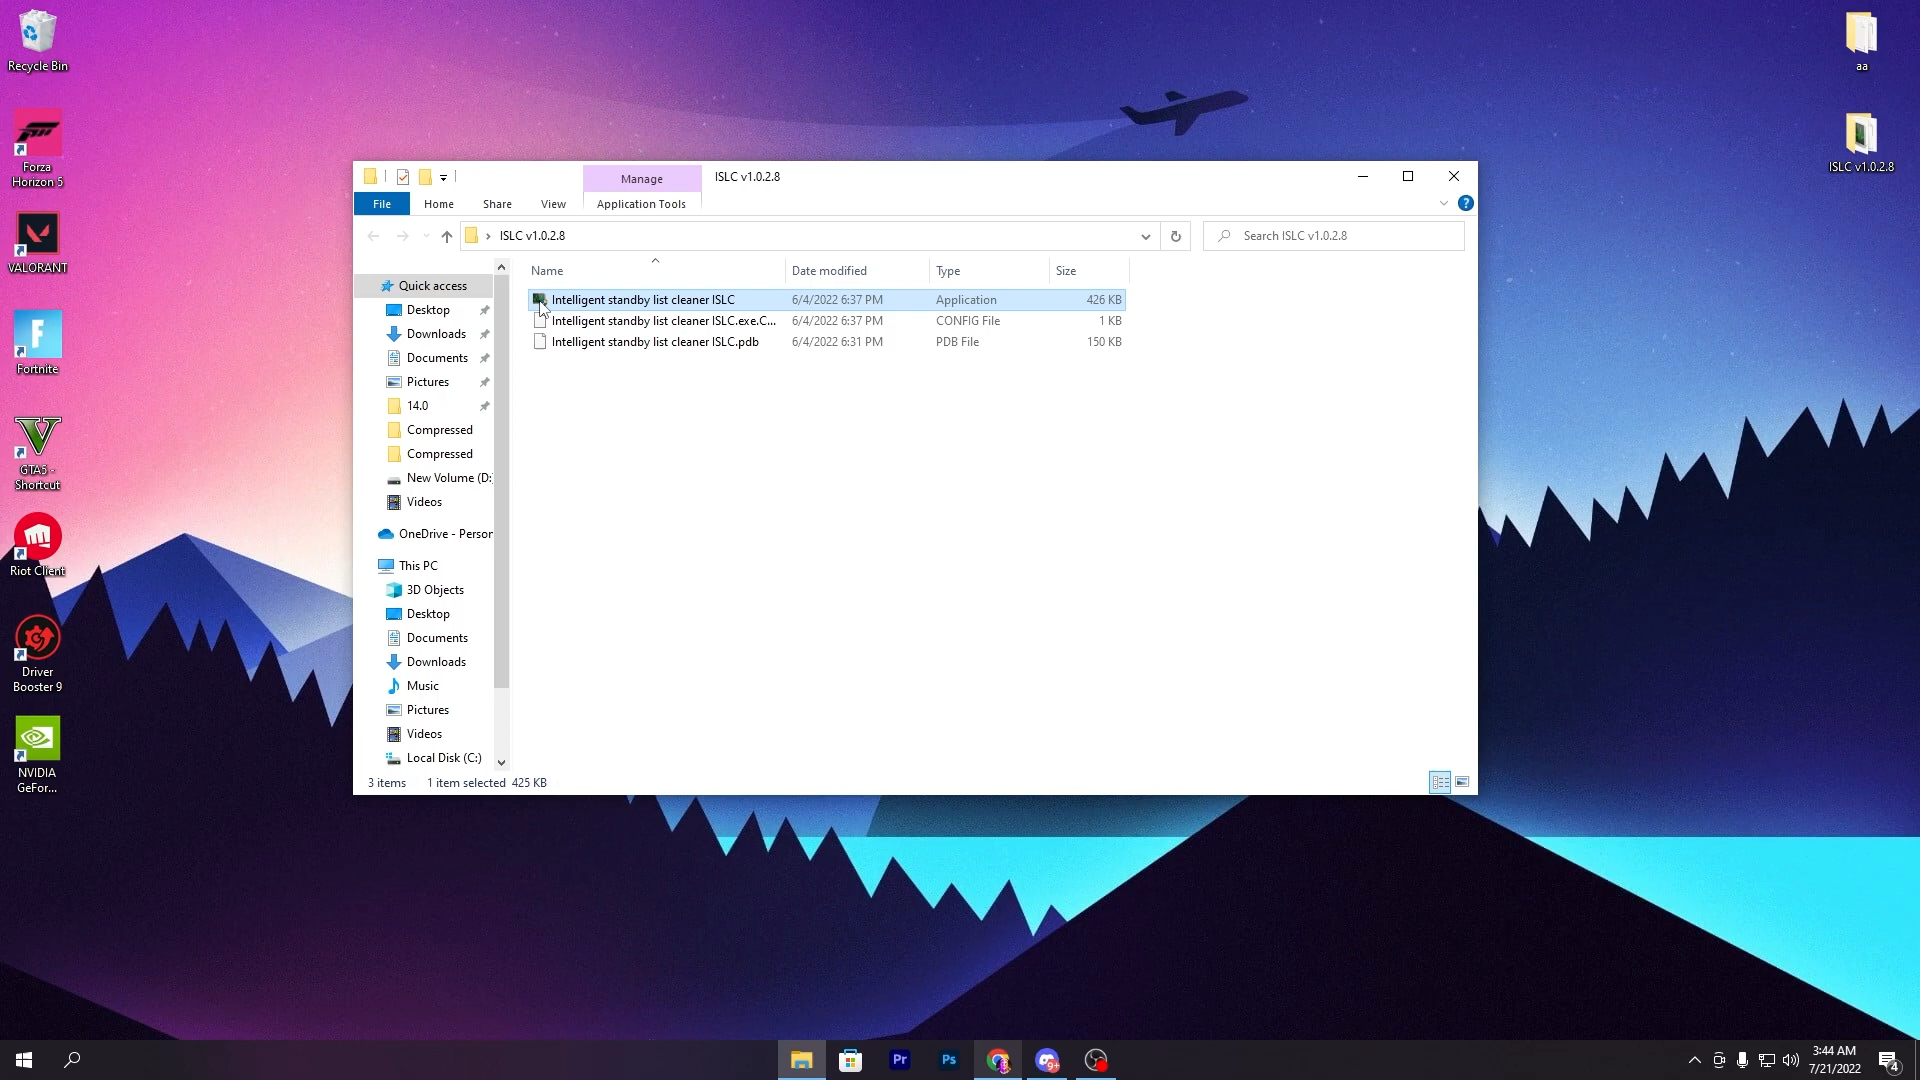 Recycle Bin
Forza
Horizon 5
VALORANT
Fortnite
GTA5 -
Shortcut
Riot Client
Driver
Booster 9
NVIDIA
GeFor...
aa
ISLC v1.0.2.8
Manage
ISLC v1.0.2.8
File
Home
Share
View
Application Tools
?
ISLC v1.0.2.8
Search ISLC v1.0.2.8
Name
Date modified
Type
Size
Intelligent standby list cleaner ISLC
6/4/2022 6:37 PM
Application
426 KB
Intelligent standby list cleaner ISLC.exe.C...
6/4/2022 6:37 PM
CONFIG File
1 KB
Intelligent standby list cleaner ISLC.pdb
6/4/2022 6:31 PM
PDB File
150 KB
Quick access
Desktop
Downloads
Documents
Pictures
14.0
Compressed
Compressed
New Volume (D:
Videos
OneDrive - Person
This PC
3D Objects
Desktop
Documents
Downloads
Music
Pictures
Videos
Local Disk (C:)
3 items
1 item selected 425 KB
Pr
Ps
9+
3:44 AM
7/21/2022
4